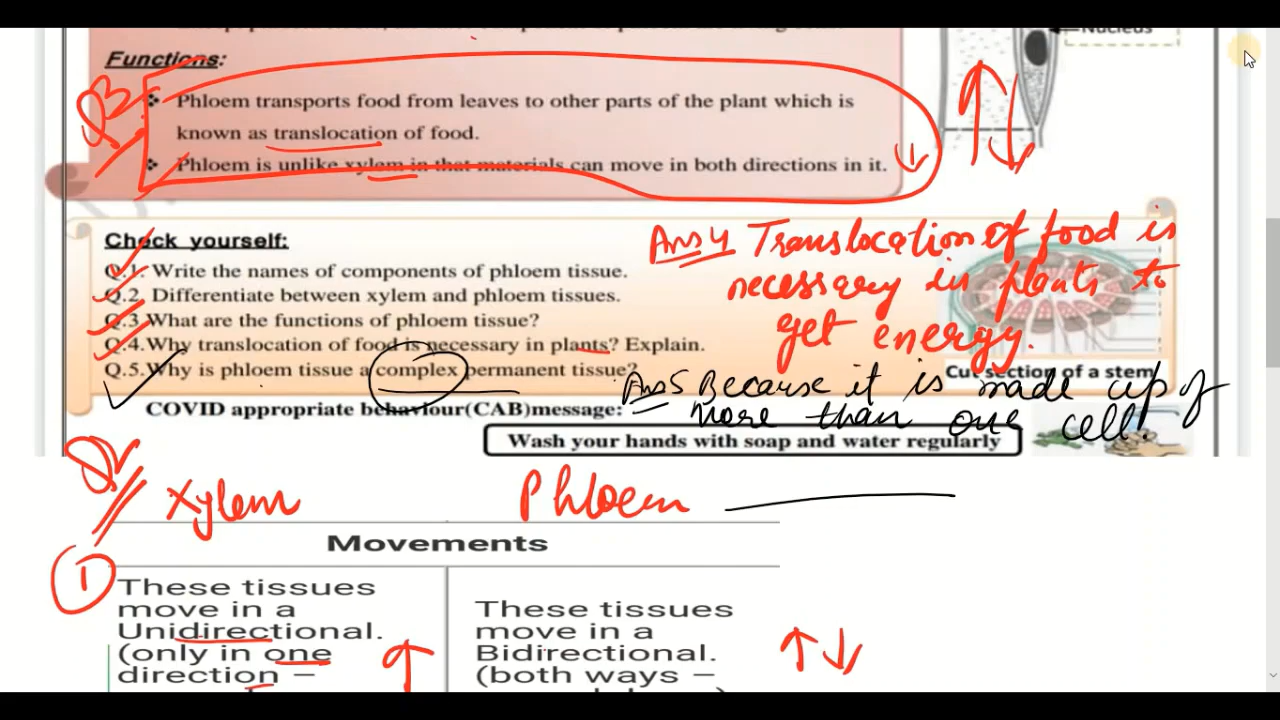 Functions:
Q3
❖ Phloem transports food from leaves to other parts of the plant which is
known as translocation of food.
❖ Phloem is unlike xylem in that materials can move in both directions in it.
Nucleus
Check yourself:
Q.1. Write the names of components of phloem tissue.
Q.2. Differentiate between xylem and phloem tissues.
Q.3 What are the functions of phloem tissue?
Q.4. Why translocation of food is necessary in plants? Explain.
Q.5. Why is phloem tissue a complex permanent tissue?
Ans 4 Translocation of food is
necessary in plants to
get energy.
Cut section of a stem
Ans 5 Because it is made up of
more than one cell.
COVID appropriate behaviour(CAB)message:
Wash your hands with soap and water regularly
Q2
Xylem Phloem
Movements
1
These tissues
move in a
Unidirectional.
(only in one
direction –
These tissues
move in a
Bidirectional.
(both ways –